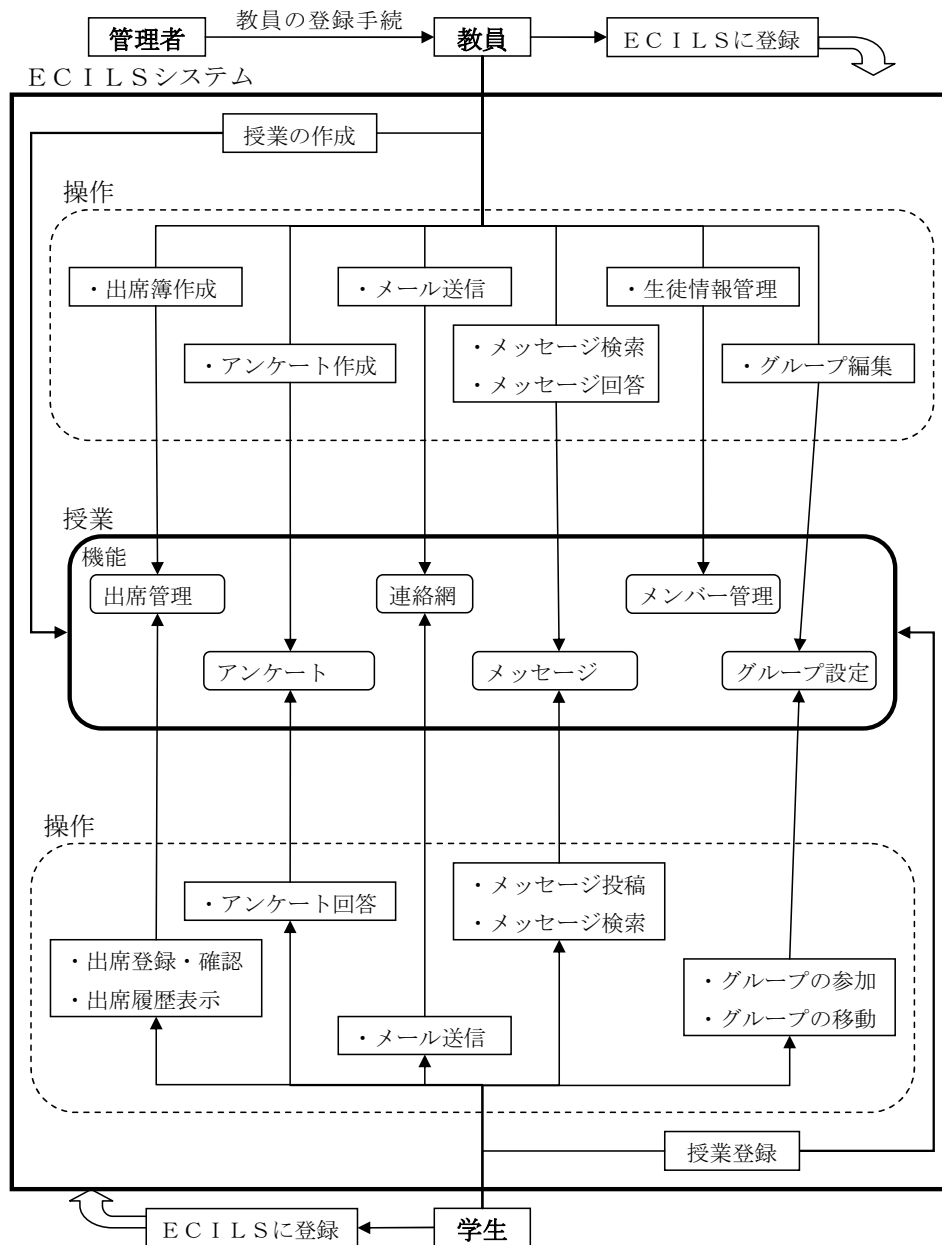 教員の登録手続
管理者
教員
ＥＣＩＬＳに登録
ＥＣＩＬＳシステム
授業の作成
操作
・出席簿作成
・メール送信
・生徒情報管理
・アンケート作成
・メッセージ検索
・メッセージ回答
・グループ編集
授業
機能
出席管理
連絡網
メンバー管理
アンケート
メッセージ
グループ設定
操作
・アンケート回答
・メッセージ投稿
・メッセージ検索
・出席登録・確認
・出席履歴表示
・グループの参加
・グループの移動
・メール送信
授業登録
ＥＣＩＬＳに登録
学生